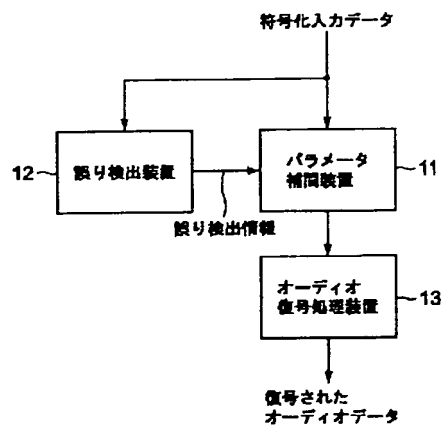 符号化入力データ
12
誤り検出装置
パラメータ
補間装置
11
誤り検出情報
オーディオ
復号処理装置
13
復号された
オーディオデータ